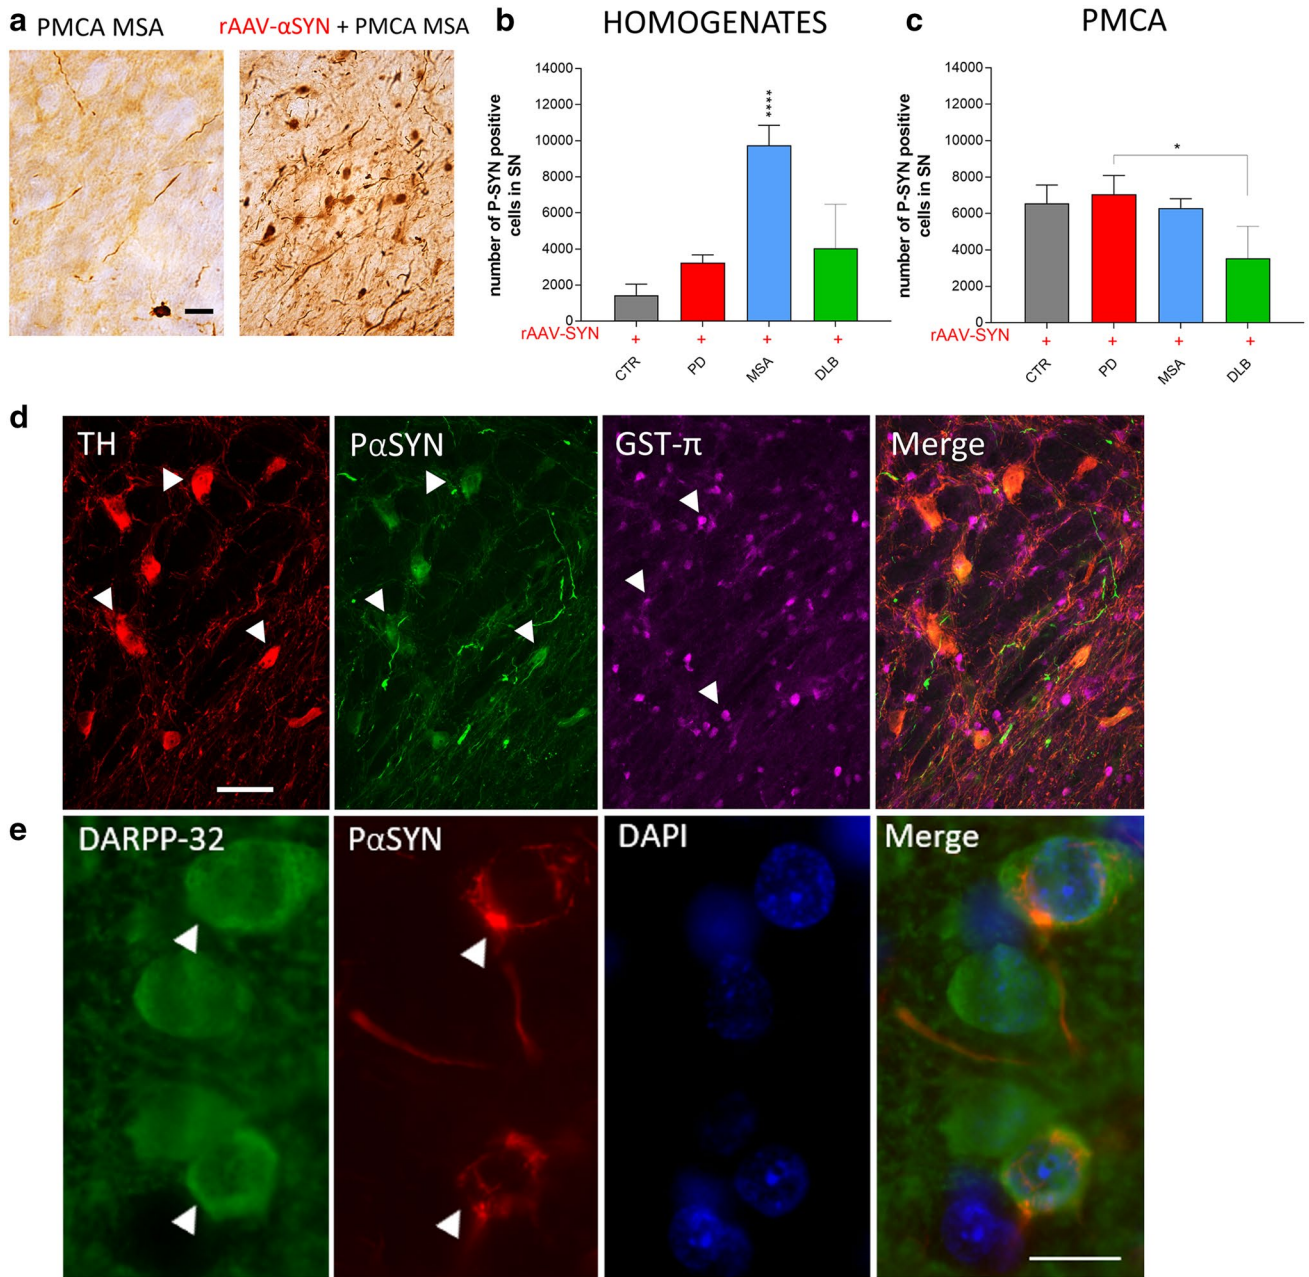 a PMCA MSA rAAV-αSYN + PMCA MSA
b HOMOGENATES
number of P-SYN positive
cells in SN
14000
12000
10000
8000
6000
4000
2000
0
****
rAAV-SYN + + + +
CTR PD MSA DLB
c PMCA
number of P-SYN positive
cells in SN
14000
12000
10000
8000
6000
4000
2000
0
*
rAAV-SYN + + + +
CTR PD MSA DLB
d
TH PαSYN GST-π Merge
e
DARPP-32 PαSYN DAPI Merge